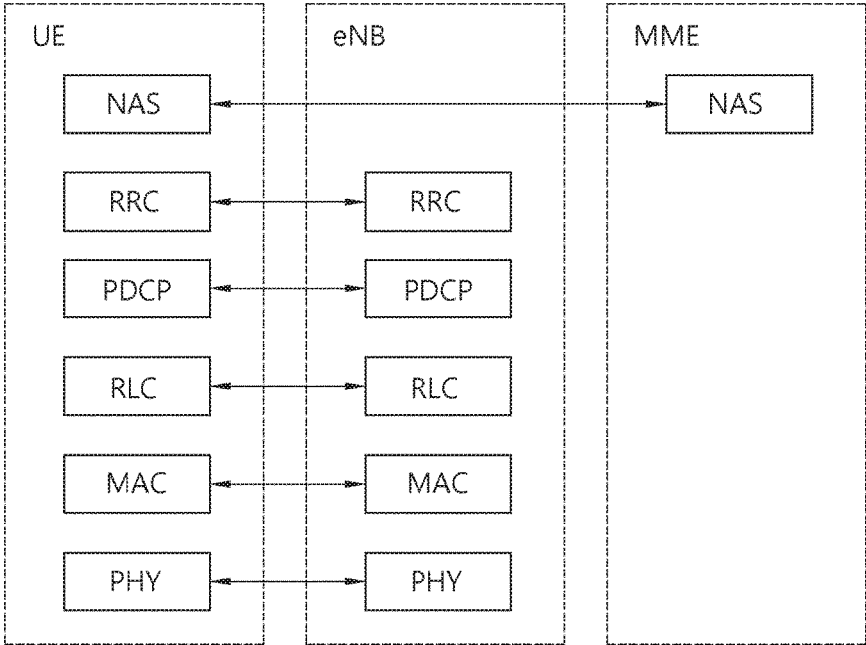 UE eNB MME
NAS NAS
RRC RRC
PDCP PDCP
RLC RLC
MAC MAC
PHY PHY